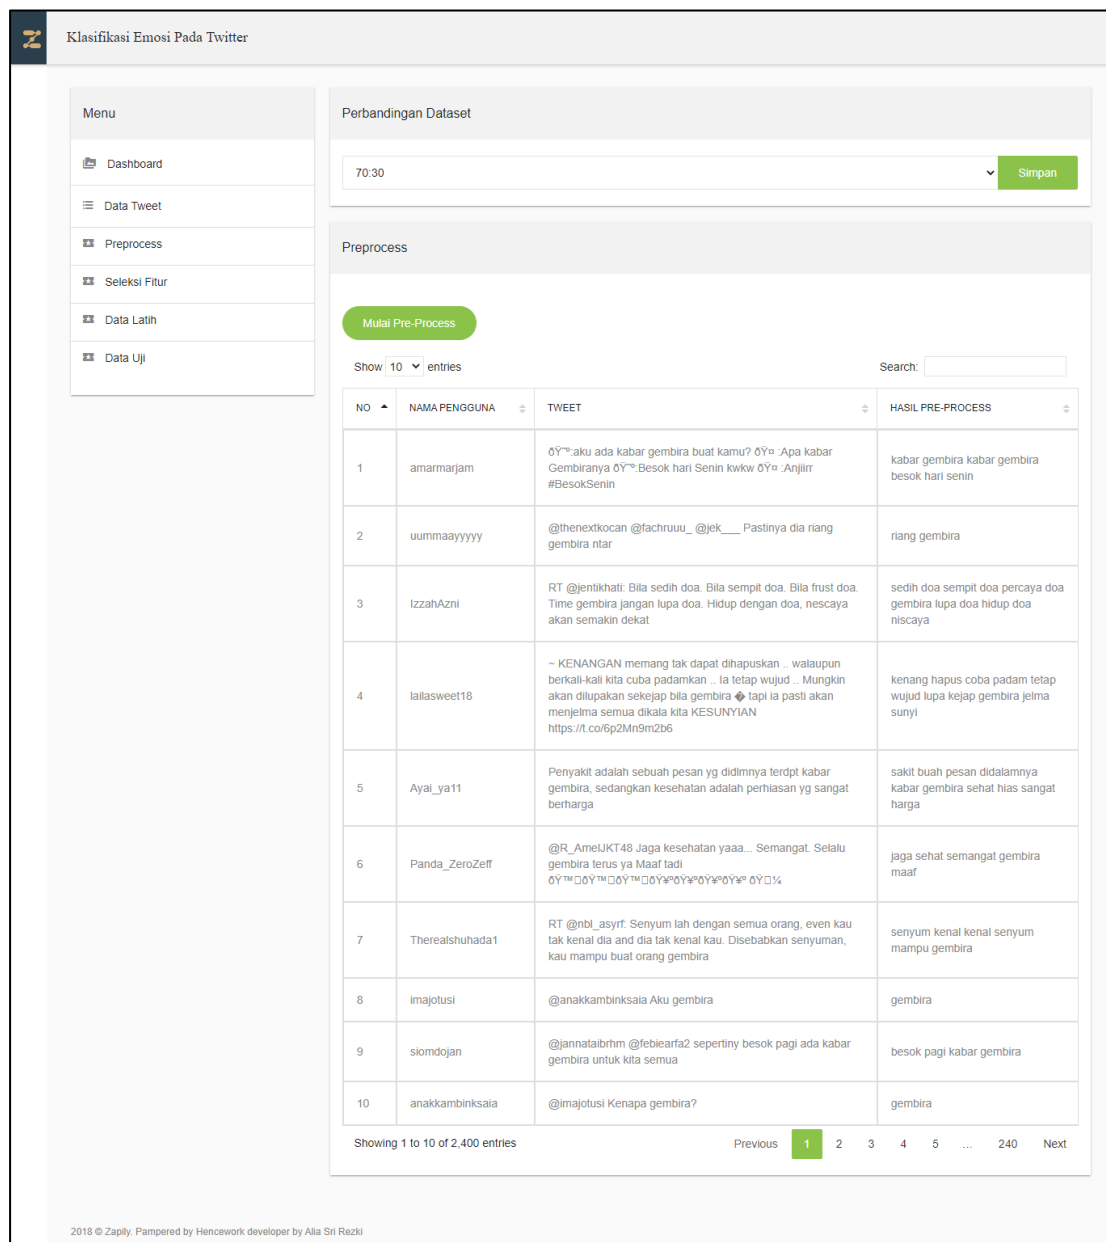 Klasifikasi Emosi Pada Twitter
Menu
Dashboard
Data Tweet
Preprocess
Seleksi Fitur
Data Latih
Data Uji
Perbandingan Dataset
70:30
Simpan
Preprocess
Mulai Pre-Process
Show 10 entries
Search:
NO NAMA PENGGUNA TWEET HASIL PRE-PROCESS
1
amarmarjam
ðŸ˜º:aku ada kabar gembira buat kamu? ðŸ¤ :Apa kabar
Gembiranya ðŸ˜º:Besok hari Senin kwkw ðŸ¤ :Anjiirr
#BesokSenin
kabar gembira kabar gembira
besok hari senin
2
uummaayyyyy
@thenextkocan @fachruuu_ @jek___ Pastinya dia riang
gembira ntar
riang gembira
3
IzzahAzni
RT @jentikhati: Bila sedih doa. Bila sempit doa. Bila frust doa.
Time gembira jangan lupa doa. Hidup dengan doa, nescaya
akan semakin dekat
sedih doa sempit doa percaya doa
gembira lupa doa hidup doa
niscaya
4
lailasweet18
~ KENANGAN memang tak dapat dihapuskan .. walaupun
berkali-kali kita cuba padamkan .. Ia tetap wujud .. Mungkin
akan dilupakan sekejap bila gembira � tapi ia pasti akan
menjelma semua dikala kita KESUNYIAN
https://t.co/6p2Mn9m2b6
kenang hapus coba padam tetap
wujud lupa kejap gembira jelma
sunyi
5
Ayai_ya11
Penyakit adalah sebuah pesan yg didlmnya terdpt kabar
gembira, sedangkan kesehatan adalah perhiasan yg sangat
berharga
sakit buah pesan didalamnya
kabar gembira sehat hias sangat
harga
6
Panda_ZeroZeff
@R_AmelJKT48 Jaga kesehatan yaaa... Semangat. Selalu
gembira terus ya Maaf tadi
ðŸ™□ðŸ™□ðŸ™□ðŸ¥ºðŸ¥ºðŸ¥ºðŸ¥º ðŸ□¼
jaga sehat semangat gembira
maaf
7
Therealshuhada1
RT @nbl_asyrf: Senyum lah dengan semua orang, even kau
tak kenal dia and dia tak kenal kau. Disebabkan senyuman,
kau mampu buat orang gembira
senyum kenal kenal senyum
mampu gembira
8
imajotusi
@anakkambinksaia Aku gembira
gembira
9
siomdojan
@jannataibrhm @febiearfa2 sepertiny besok pagi ada kabar
gembira untuk kita semua
besok pagi kabar gembira
10
anakkambinksaia
@imajotusi Kenapa gembira?
gembira
Showing 1 to 10 of 2,400 entries
Previous 1 2 3 4 5 ... 240 Next
2018 © Zapily. Pampered by Hencework developer by Alia Sri Rezki